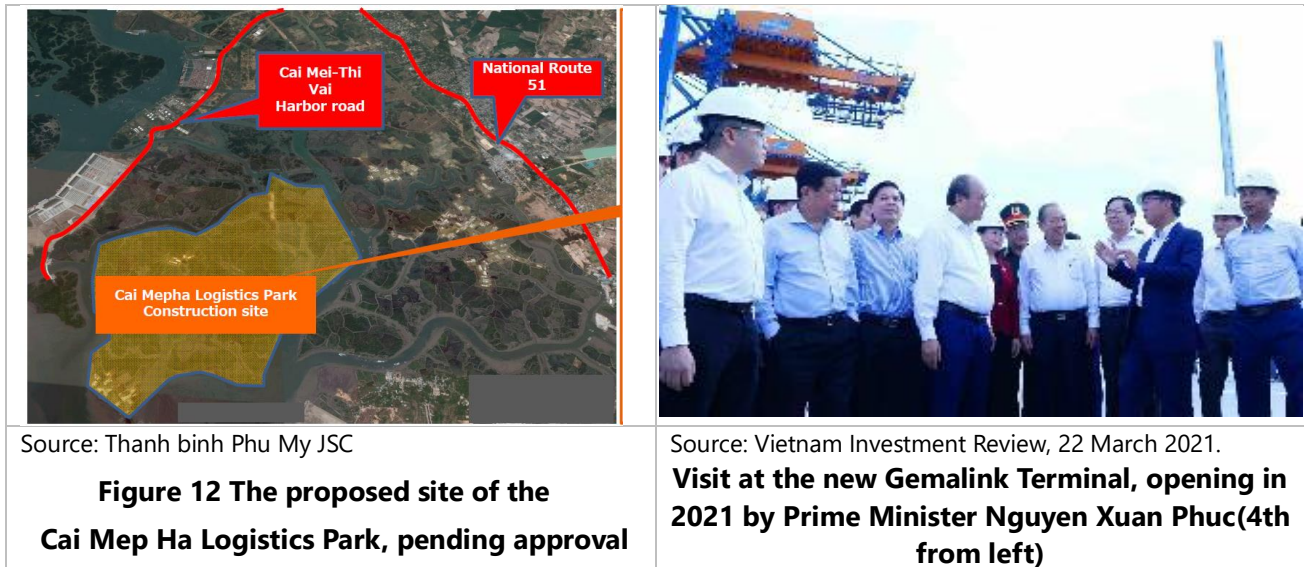 Cai Mei-Thi
Vai
Harbor road
National Route
51
Cai Mepha Logistics Park
Construction site
Source: Thanh binh Phu My JSC
Figure 12 The proposed site of the
Cai Mep Ha Logistics Park, pending approval
Source: Vietnam Investment Review, 22 March 2021.
Visit at the new Gemalink Terminal, opening in
2021 by Prime Minister Nguyen Xuan Phuc(4th
from left)